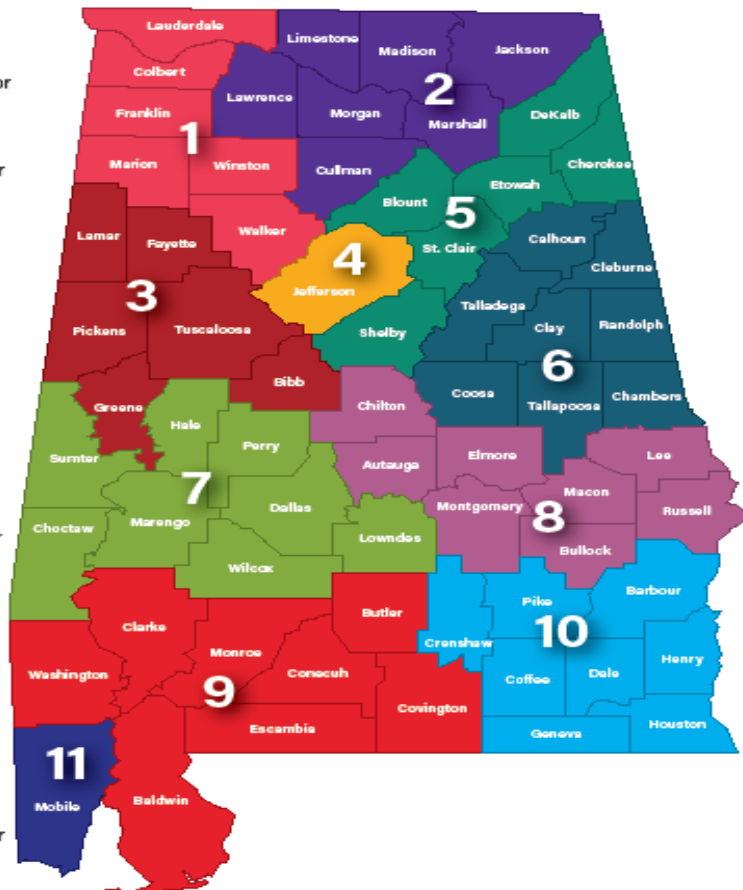 Lauderdale
Limestone
Madison
Jackson
Colbert
or
Lawrence
2
Franklin
Morgan
DeKalb
Marshall
1
Marion
Winston
Cullman
Etowah
Cherokee
r
Blount
5
Lamar
Fayette
Walker
St. Clair
Calhoun
4
Cleburne
Jefferson
3
Talladega
Pickens
Tuscaloosa
Shelby
Clay
Randolph
6
Bibb
Coosa
Tallapoosa
Chambers
Greene
Chilton
Hale
Perry
Elmore
Lee
Sumter
Autauga
7
Macon
Dallas
Montgomery
Russell
8
Choctaw
Marengo
Lowndes
Bullock
Wilcox
Barbour
Pike
Clarke
Butler
10
Crenshaw
Monroe
Henry
Washington
Conecuh
Coffee
Dale
9
Covington
Escambia
Geneva
Houston
11
Mobile
Baldwin
r